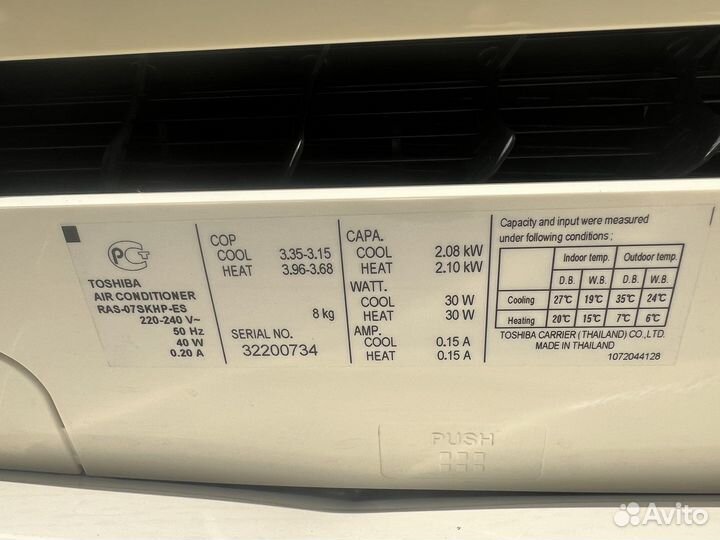 PCT
TOSHIBA
AIR CONDITIONER
RAS-07SKHP-ES
220-240 V~
50 Hz
40 W
0.20 A
COP
COOL 3.35-3.15
HEAT 3.96-3.68
8 kg
SERIAL NO.
32200734
CAPA.
COOL 2.08 kW
HEAT 2.10 kW
WATT.
COOL 30 W
HEAT 30 W
AMP.
COOL 0.15 A
HEAT 0.15 A
Capacity and input were measured
under following conditions ;
Indoor temp. Outdoor temp.
D.B. W.B. D.B. W.B.
Cooling 27℃ 19℃ 35℃ 24℃
Heating 20℃ 15℃ 7℃ 6℃
TOSHIBA CARRIER (THAILAND) CO., LTD.
MADE IN THAILAND
1072044128
PUSH
Avito